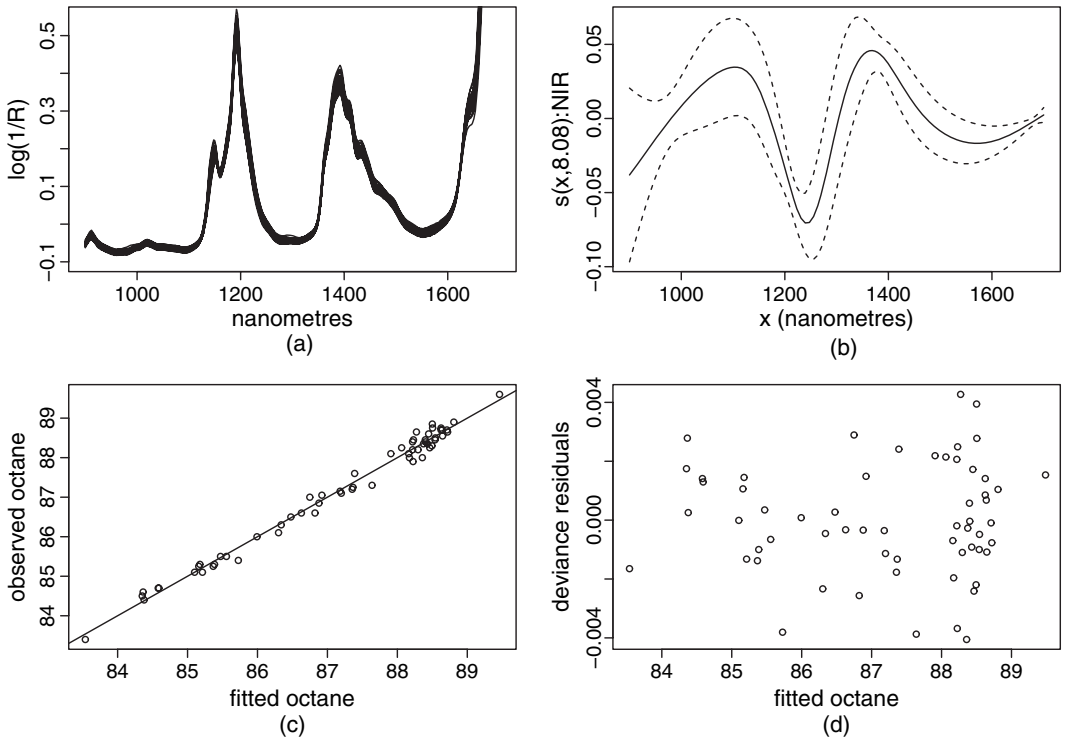 log(1/R)
0.5
0.3
0.1
−0.1
1000 1200 1400 1600
nanometres
(a)
s(x,8.08):NIR
0.05
0.00
−0.05
−0.10
1000 1200 1400 1600
x (nanometres)
(b)
observed octane
89
88
87
86
85
84
84 85 86 87 88 89
fitted octane
(c)
deviance residuals
0.004
0.000
−0.004
84 85 86 87 88 89
fitted octane
(d)